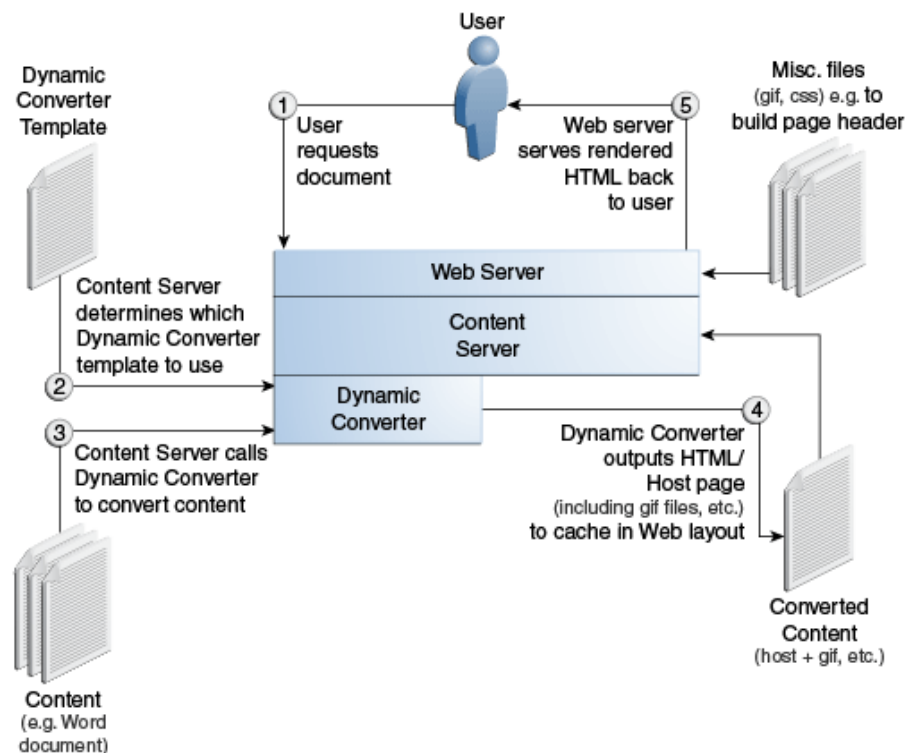 User
Dynamic
Converter
Template
1
User
requests
document
5
Web server
serves rendered
HTML back
to user
Misc. files
(gif, css) e.g. to
build page header
Web Server
Content
Server
Dynamic
Converter
Content Server
determines which
Dynamic Converter
template to use
2
3
Content Server calls
Dynamic Converter
to convert content
4
Dynamic Converter
outputs HTML/
Host page
(including gif files, etc.)
to cache in Web layout
Converted
Content
(host + gif, etc.)
Content
(e.g. Word
document)